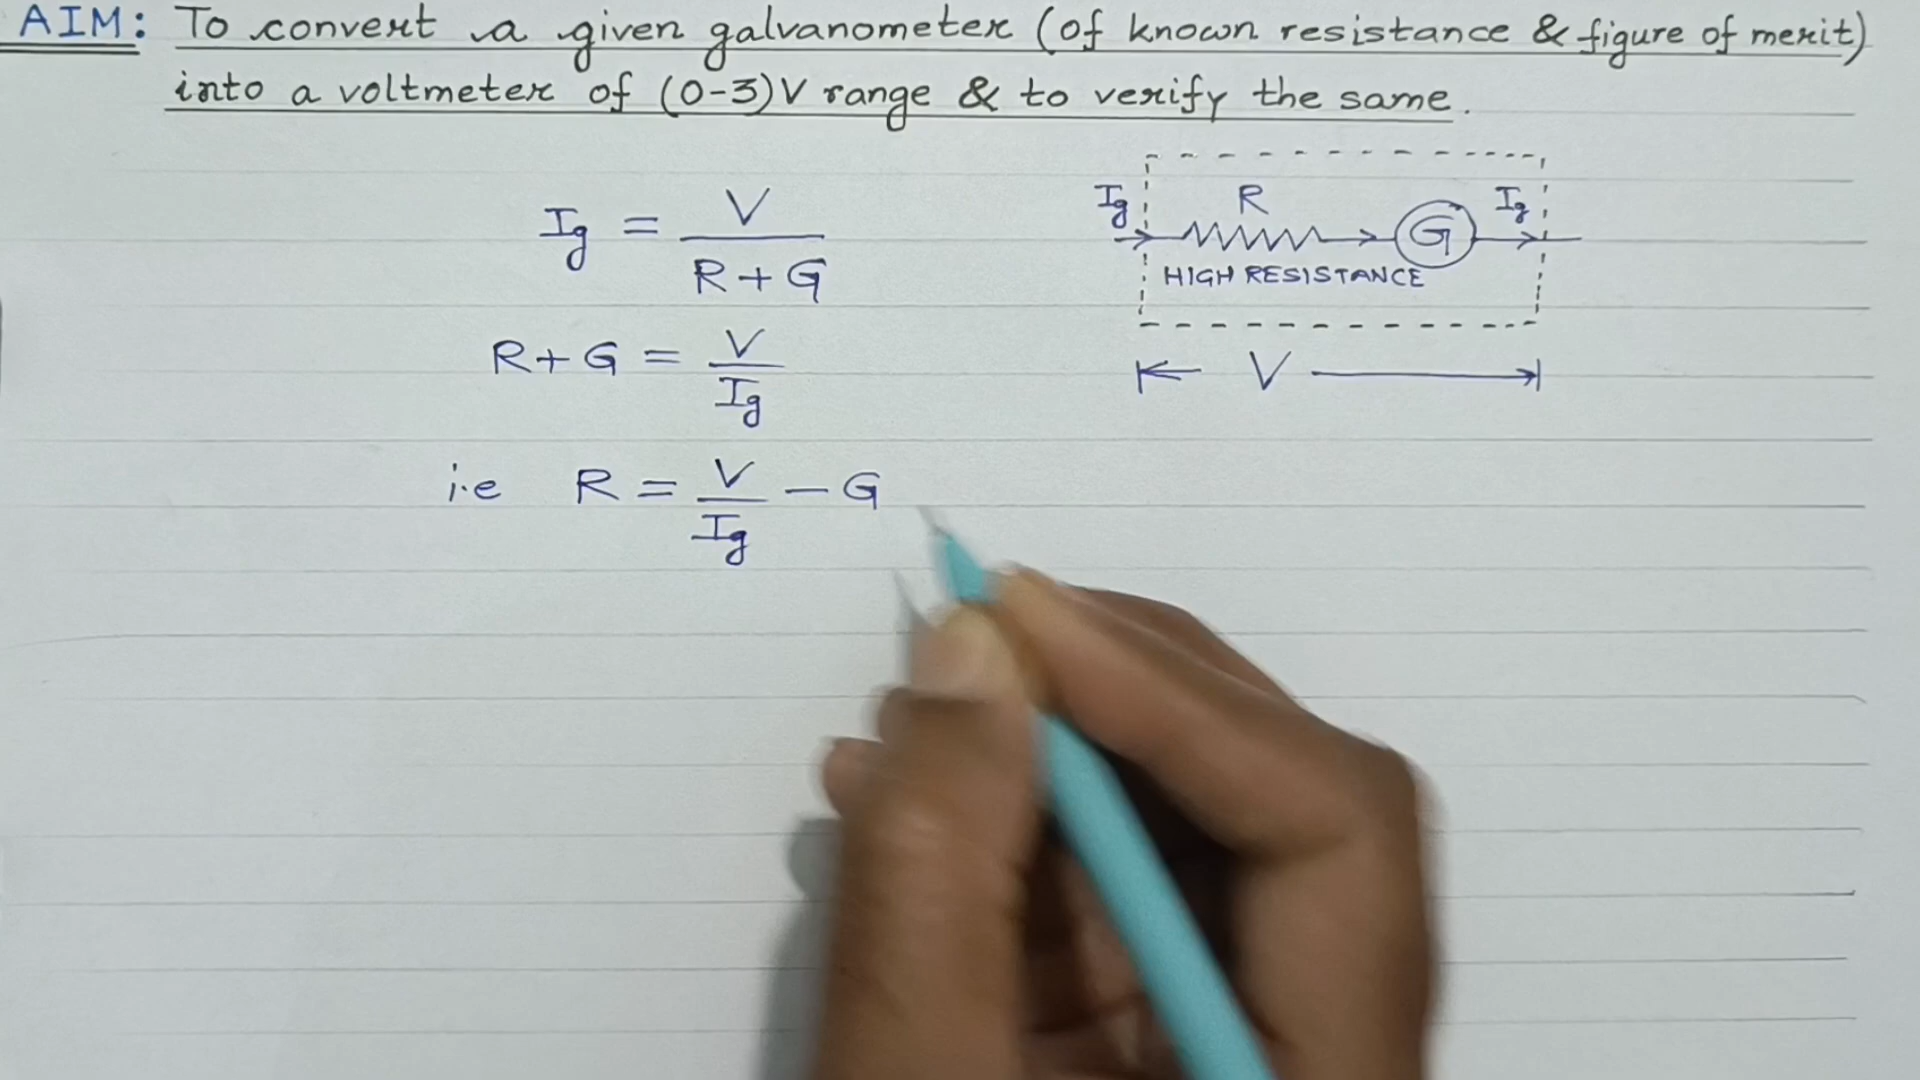 AIM: To convert a given galvanometer (of known resistance & figure of merit)
into a voltmeter of (0-3)V range & to verify the same.
Ig = V / R + G
R + G = V / Ig
i.e R = V / Ig - G
Ig R Ig
G
HIGH RESISTANCE
V